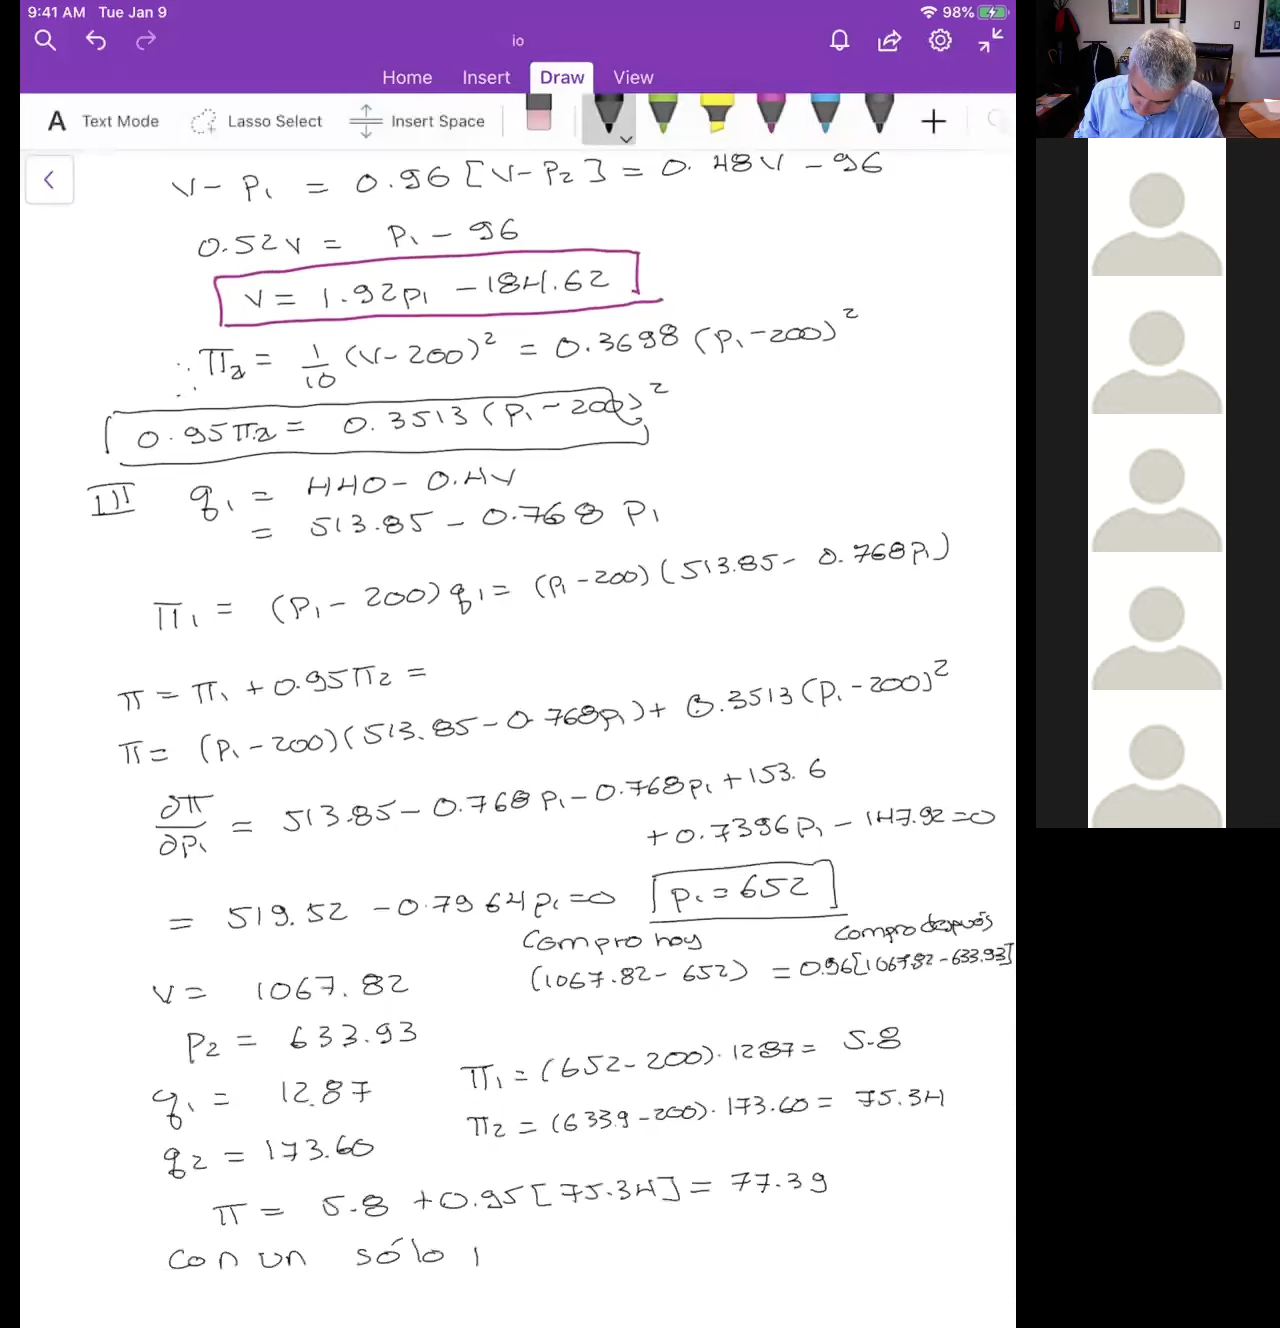 9:41 AM Tue Jan 9
98%
io
Home Insert Draw View
A Text Mode Lasso Select Insert Space
V - P1 = 0.96 [V-P2] = 0.48V - 96
0.52V = P1 - 96
V = 1.92P1 - 184.62
∴ π2 = 1/10 (V-200)² = 0.3698 (P1-200)²
0.95π2 = 0.3513 (P1-200)²
III q1 = 440 - 0.4V
= 513.85 - 0.768 P1
π1 = (P1 - 200) q1 = (P1-200)(513.85 - 0.768P1)
π = π1 + 0.95π2 =
π = (P1-200)(513.85-0.768P1) + 0.3513(P1-200)²
∂π/∂P1 = 513.85 - 0.768P1 - 0.768P1 + 153.6
+ 0.7396P1 - 147.92 = 0
= 519.52 - 0.7964P1 = 0 P1 = 652
Compro hoy Compro después
(1067.82 - 652) = 0.96[1067.82-633.93]
V = 1067.82
P2 = 633.93
π1 = (652-200). 12.87 = 5.8
q1 = 12.87
π2 = (633.9-200). 173.60 = 75.34
q2 = 173.60
π = 5.8 + 0.95[75.34] = 77.39
Con un sólo